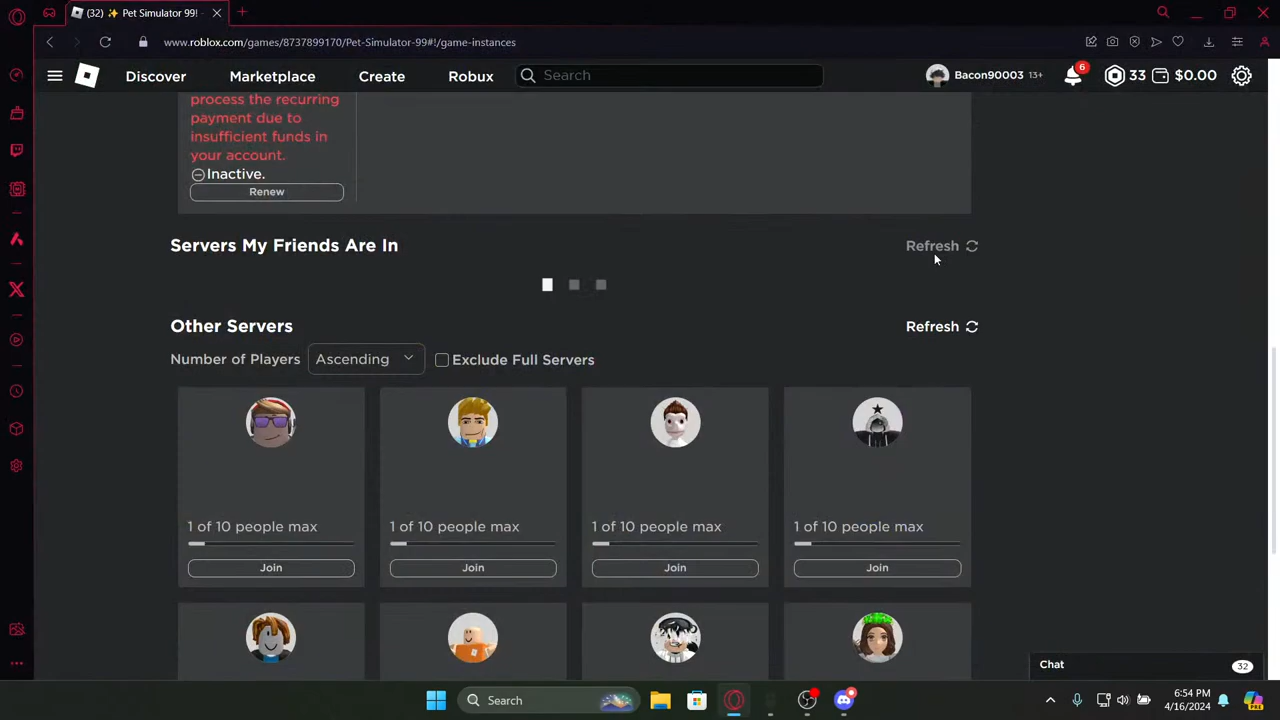 (32) ✨ Pet Simulator 99! -
www.roblox.com/games/8737899170/Pet-Simulator-99#!/game-instances
Discover
Marketplace
Create
Robux
Search
Bacon90003 13+
6
33
$0.00
process the recurring
payment due to
insufficient funds in
your account.
Inactive.
Renew
Servers My Friends Are In
Refresh
Other Servers
Refresh
Number of Players
Ascending
Exclude Full Servers
1 of 10 people max
1 of 10 people max
1 of 10 people max
1 of 10 people max
Join
Join
Join
Join
Chat
32
Search
6:54 PM
4/16/2024